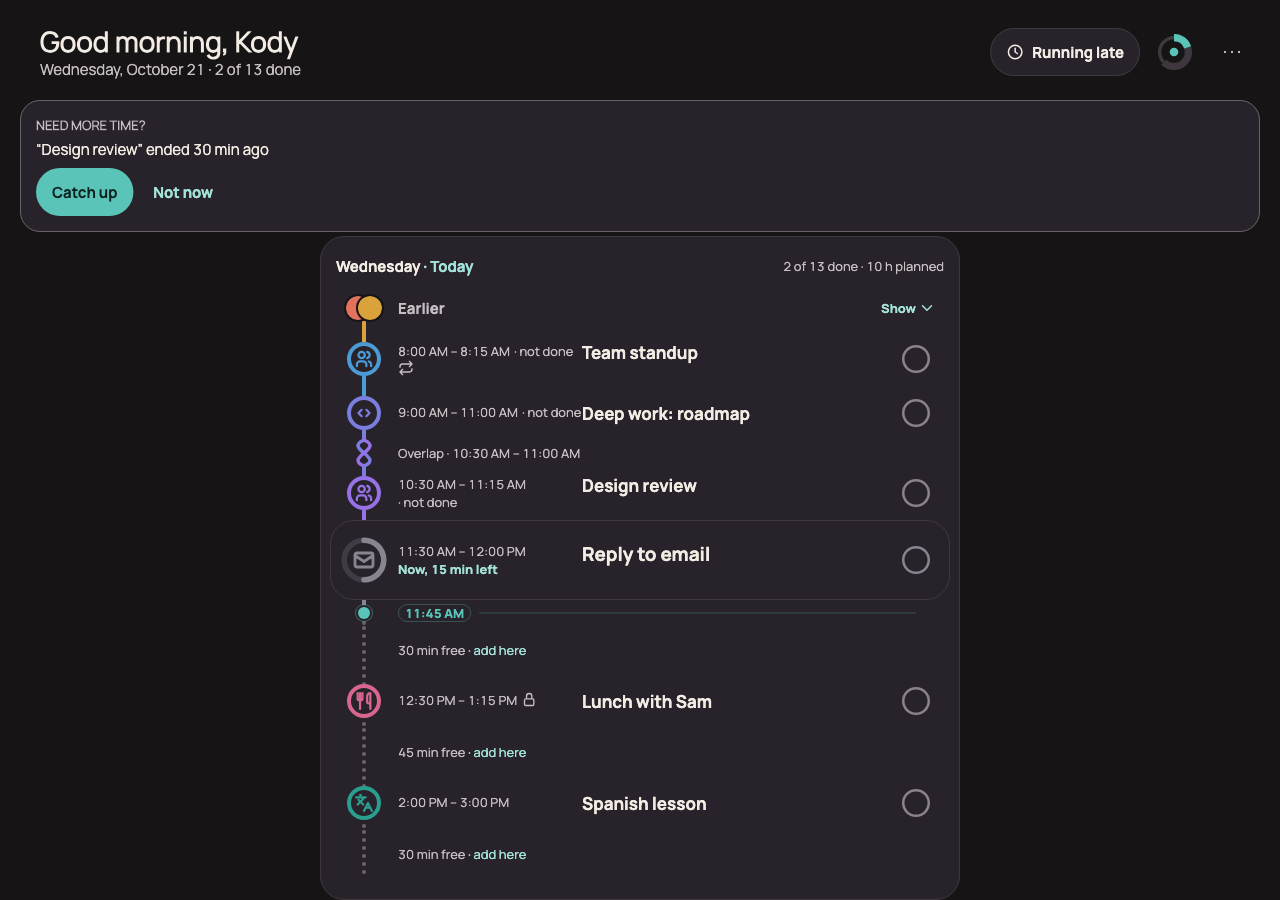 Good morning, Kody
Wednesday, October 21 · 2 of 13 done
Running late
NEED MORE TIME?
"Design review" ended 30 min ago
Catch up
Not now
Wednesday · Today
2 of 13 done · 10 h planned
Earlier
Show
8:00 AM – 8:15 AM · not done
Team standup
9:00 AM – 11:00 AM · not done
Deep work: roadmap
Overlap · 10:30 AM – 11:00 AM
10:30 AM – 11:15 AM
· not done
Design review
11:30 AM – 12:00 PM
Now, 15 min left
Reply to email
11:45 AM
30 min free · add here
12:30 PM – 1:15 PM
Lunch with Sam
45 min free · add here
2:00 PM – 3:00 PM
Spanish lesson
30 min free · add here